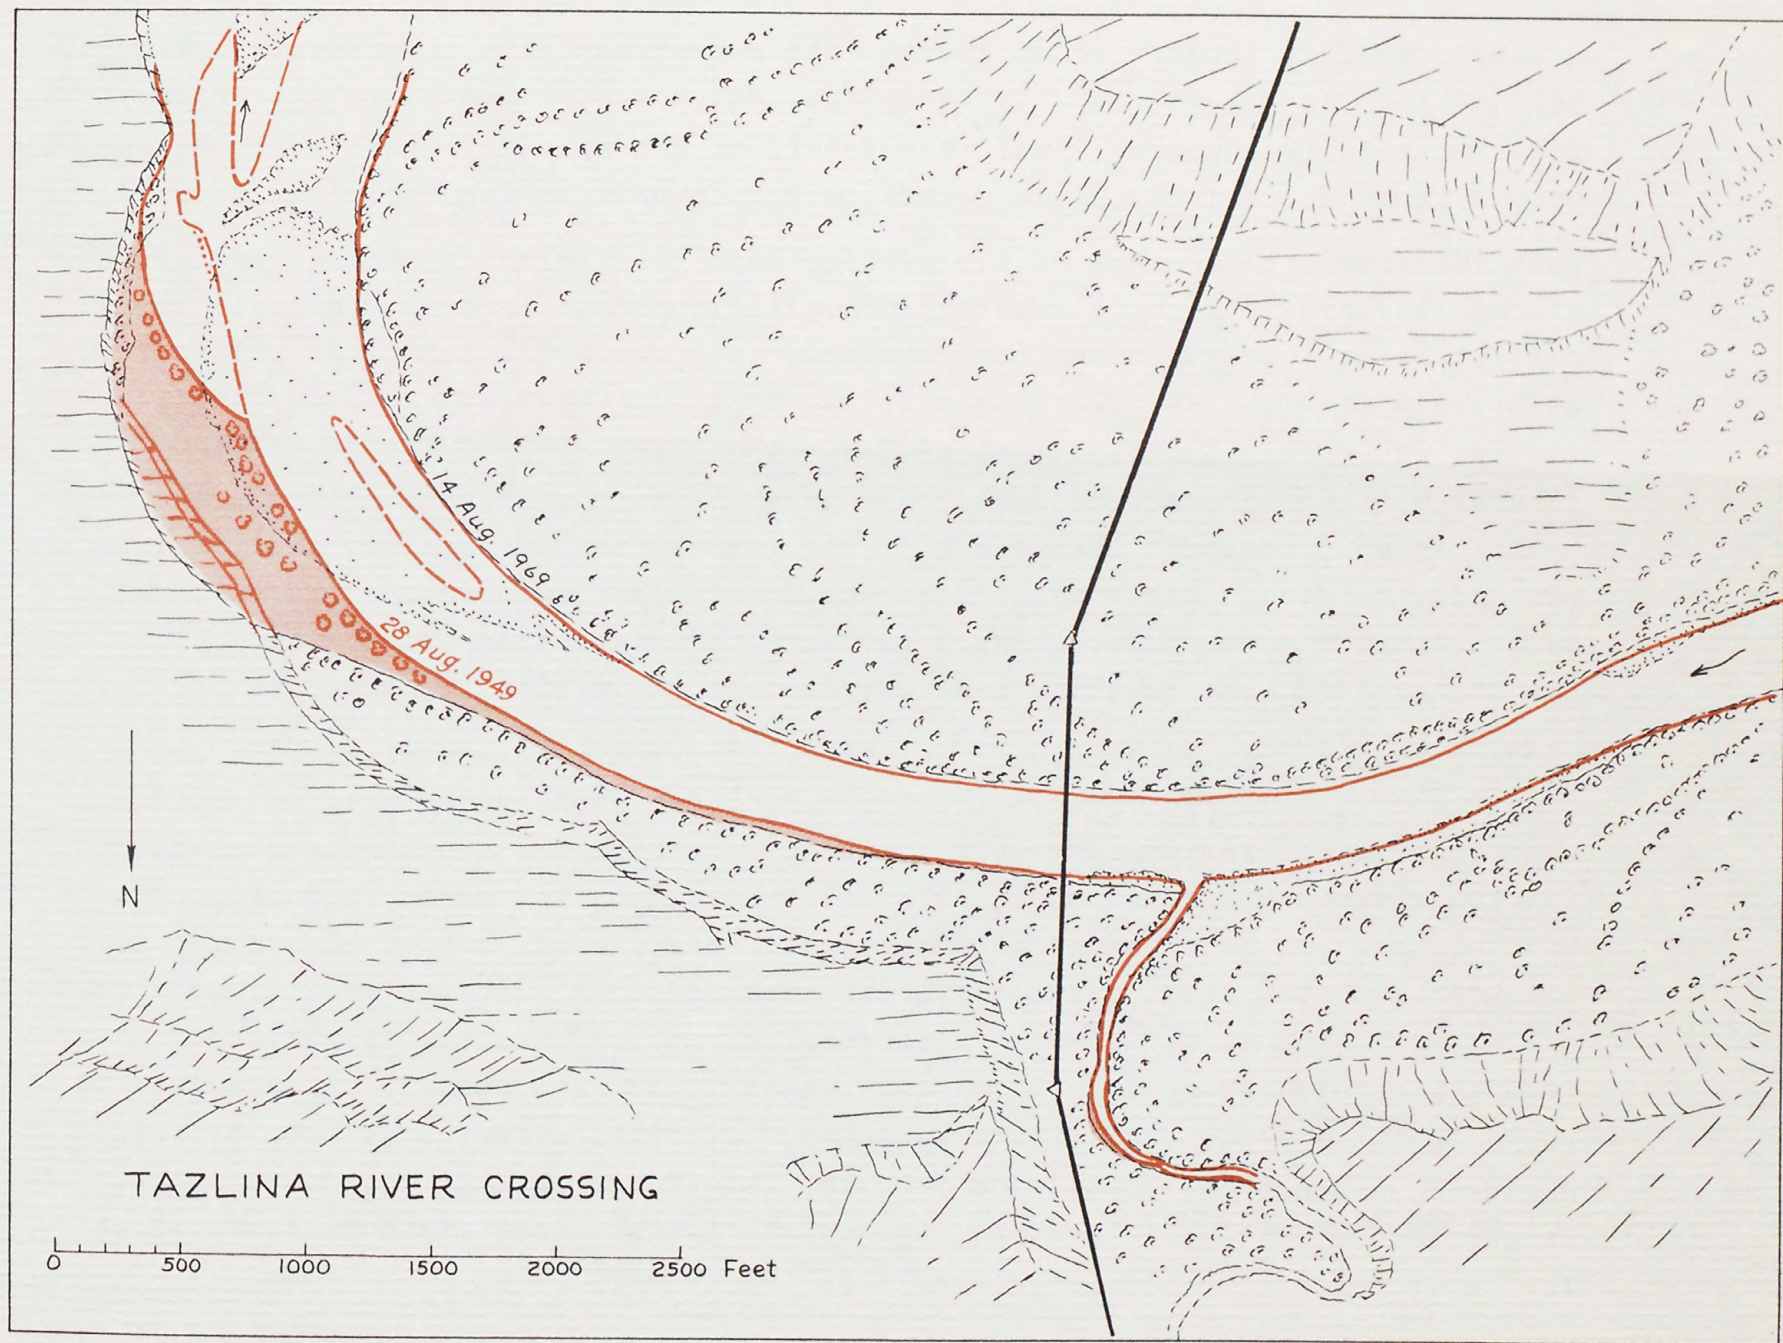 14 Aug. 1969
28 Aug. 1949
N
TAZLINA RIVER CROSSING
0 500 1000 1500 2000 2500 Feet